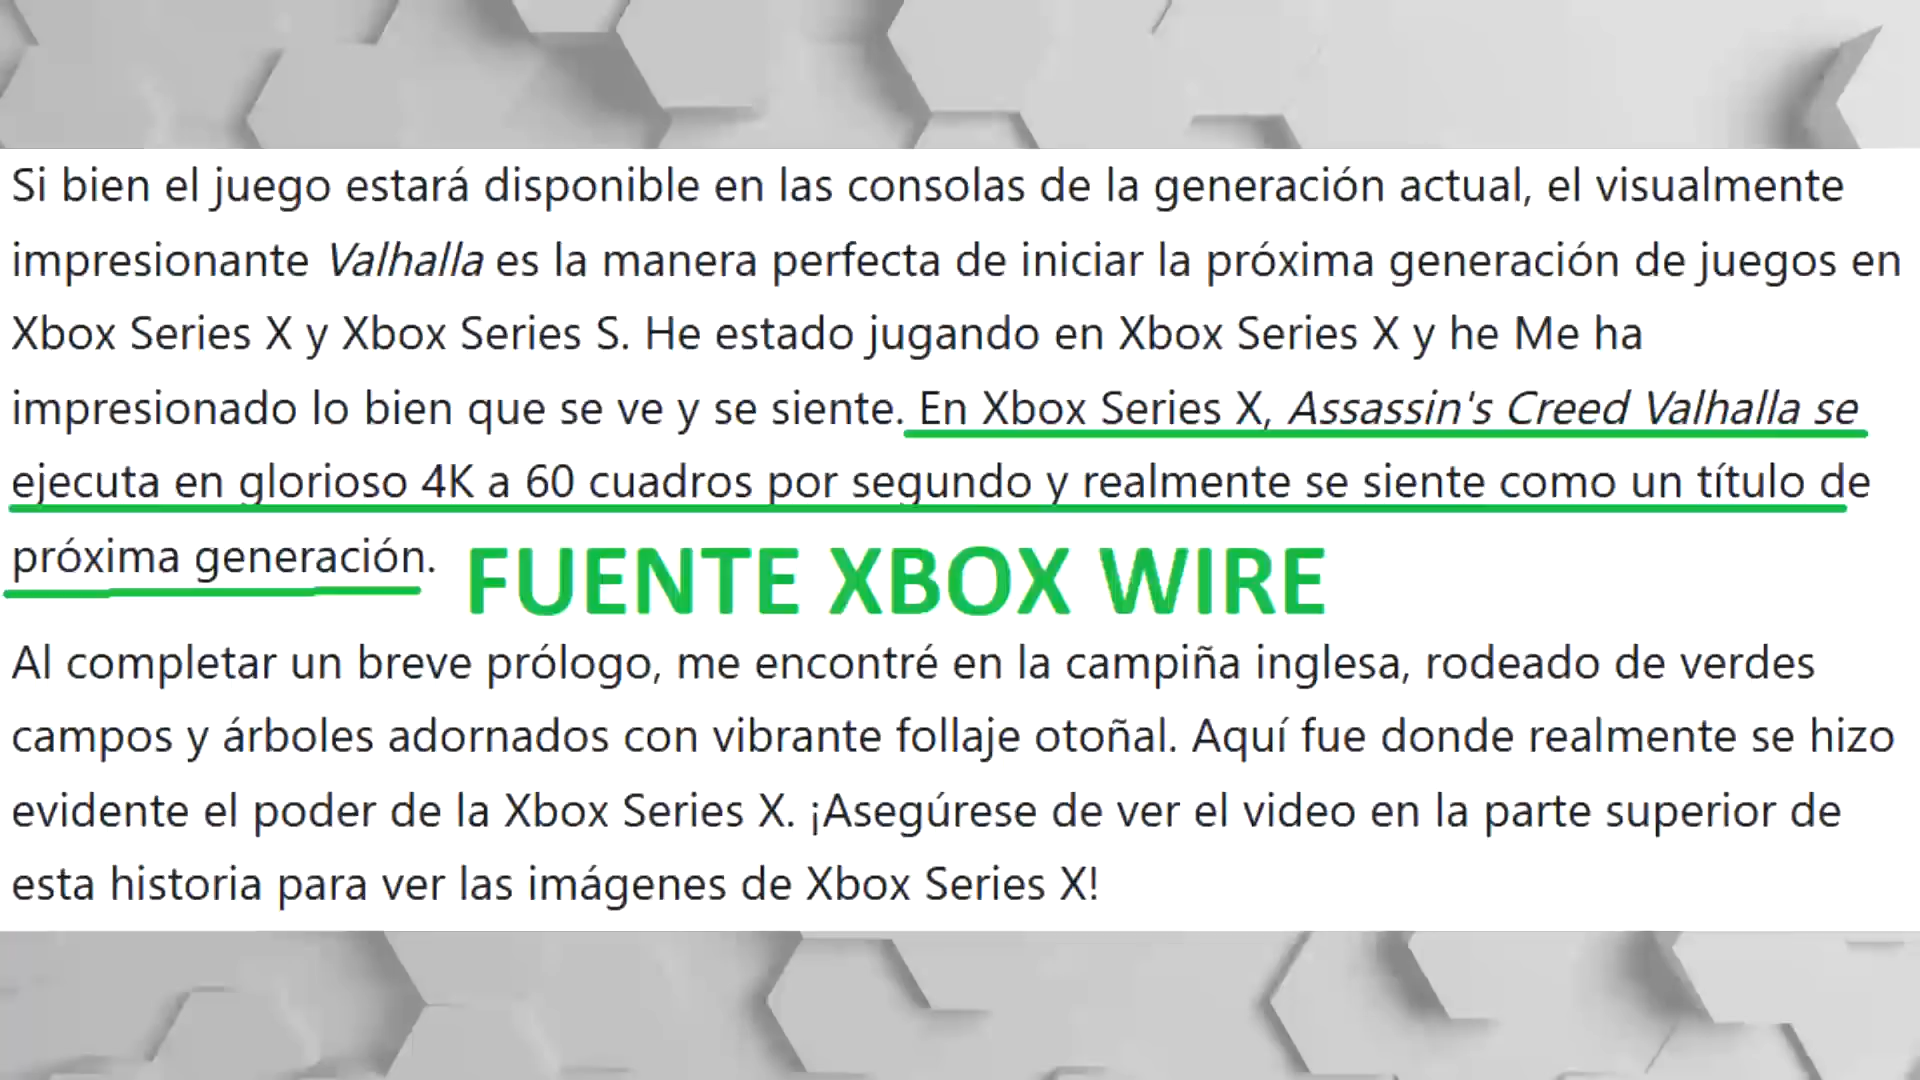 Si bien el juego estará disponible en las consolas de la generación actual, el visualmente
impresionante Valhalla es la manera perfecta de iniciar la próxima generación de juegos en
Xbox Series X y Xbox Series S. He estado jugando en Xbox Series X y he Me ha
impresionado lo bien que se ve y se siente. En Xbox Series X, Assassin's Creed Valhalla se
ejecuta en glorioso 4K a 60 cuadros por segundo y realmente se siente como un título de
próxima generación.
FUENTE XBOX WIRE
Al completar un breve prólogo, me encontré en la campiña inglesa, rodeado de verdes
campos y árboles adornados con vibrante follaje otoñal. Aquí fue donde realmente se hizo
evidente el poder de la Xbox Series X. ¡Asegúrese de ver el video en la parte superior de
esta historia para ver las imágenes de Xbox Series X!